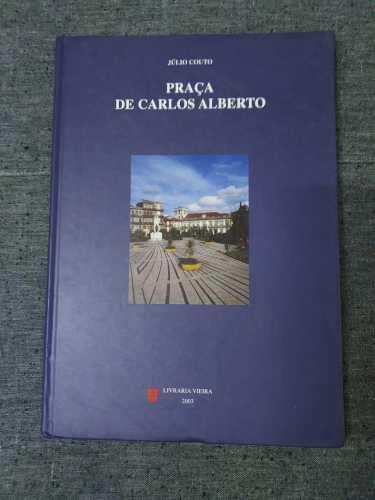 JÚLIO COUTO
PRAÇA
DE CARLOS ALBERTO
LIVRARIA VIEIRA
2003